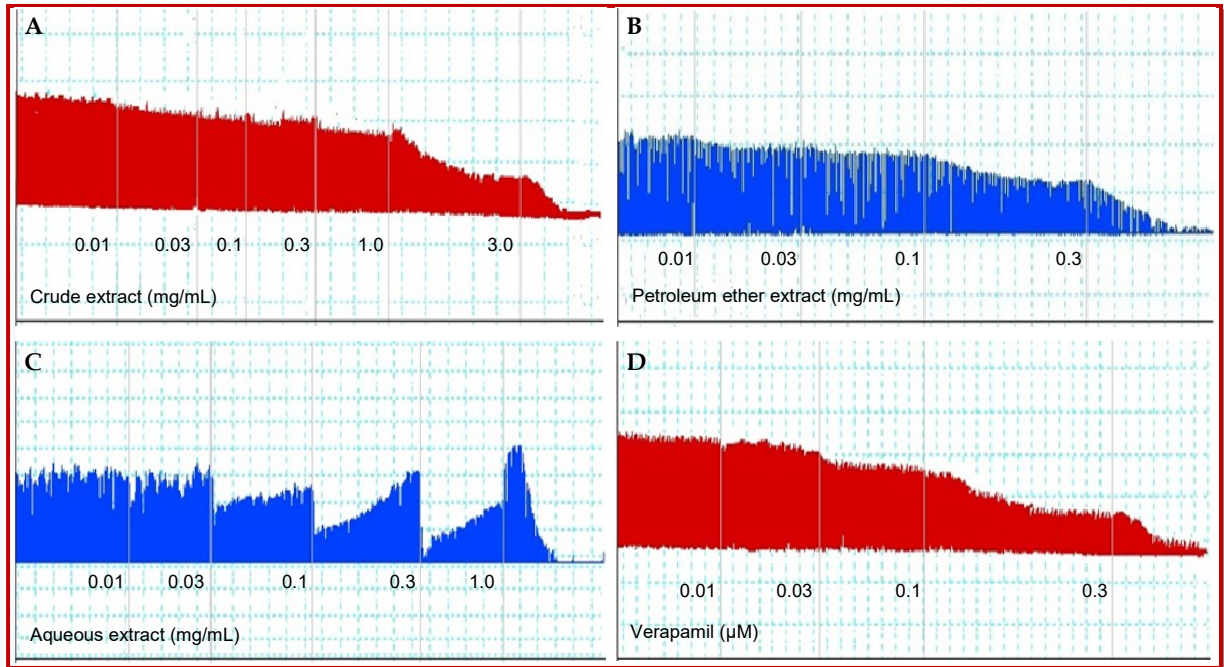 A
0.01 0.03 0.1 0.3 1.0 3.0
Crude extract (mg/mL)
B
0.01 0.03 0.1 0.3
Petroleum ether extract (mg/mL)
C
0.01 0.03 0.1 0.3 1.0
Aqueous extract (mg/mL)
D
0.01 0.03 0.1 0.3
Verapamil (µM)